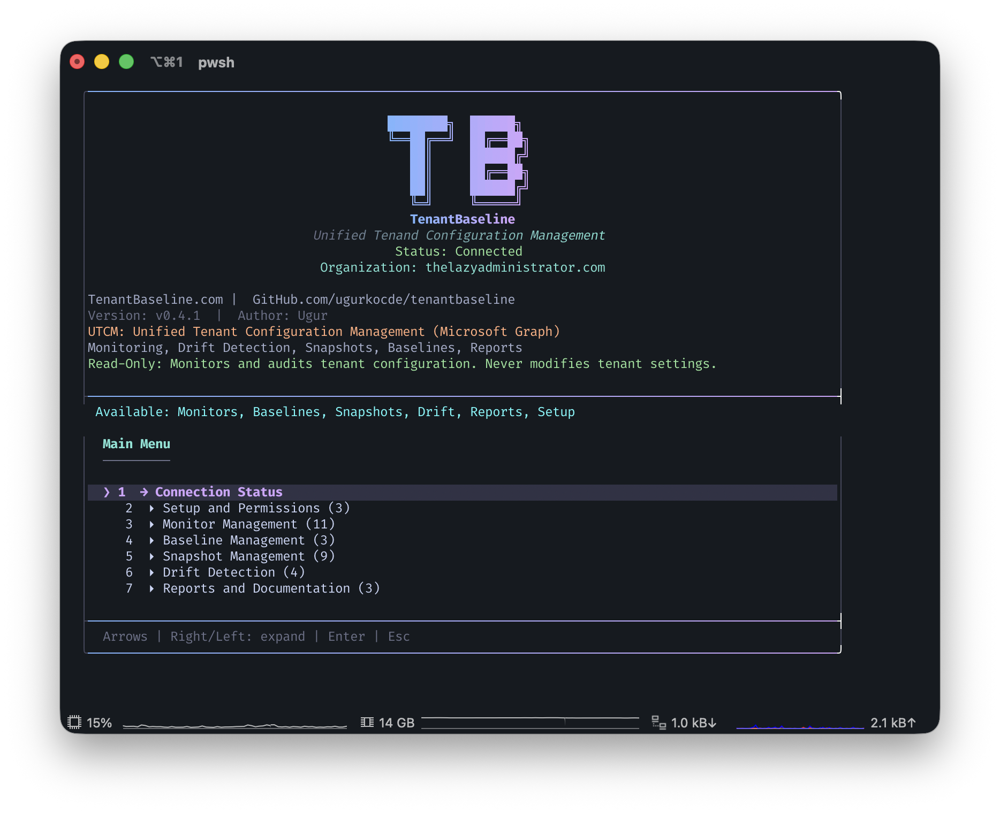 ⌥⌘1 pwsh
TB
TenantBaseline
Unified Tenand Configuration Management
Status: Connected
Organization: thelazyadministrator.com
TenantBaseline.com | GitHub.com/ugurkocde/tenantbaseline
Version: v0.4.1 | Author: Ugur
UTCM: Unified Tenant Configuration Management (Microsoft Graph)
Monitoring, Drift Detection, Snapshots, Baselines, Reports
Read-Only: Monitors and audits tenant configuration. Never modifies tenant settings.
Available: Monitors, Baselines, Snapshots, Drift, Reports, Setup
Main Menu
❯ 1 → Connection Status
2 ▸ Setup and Permissions (3)
3 ▸ Monitor Management (11)
4 ▸ Baseline Management (3)
5 ▸ Snapshot Management (9)
6 ▸ Drift Detection (4)
7 ▸ Reports and Documentation (3)
Arrows | Right/Left: expand | Enter | Esc
15% 14 GB 1.0 kB↓ 2.1 kB↑